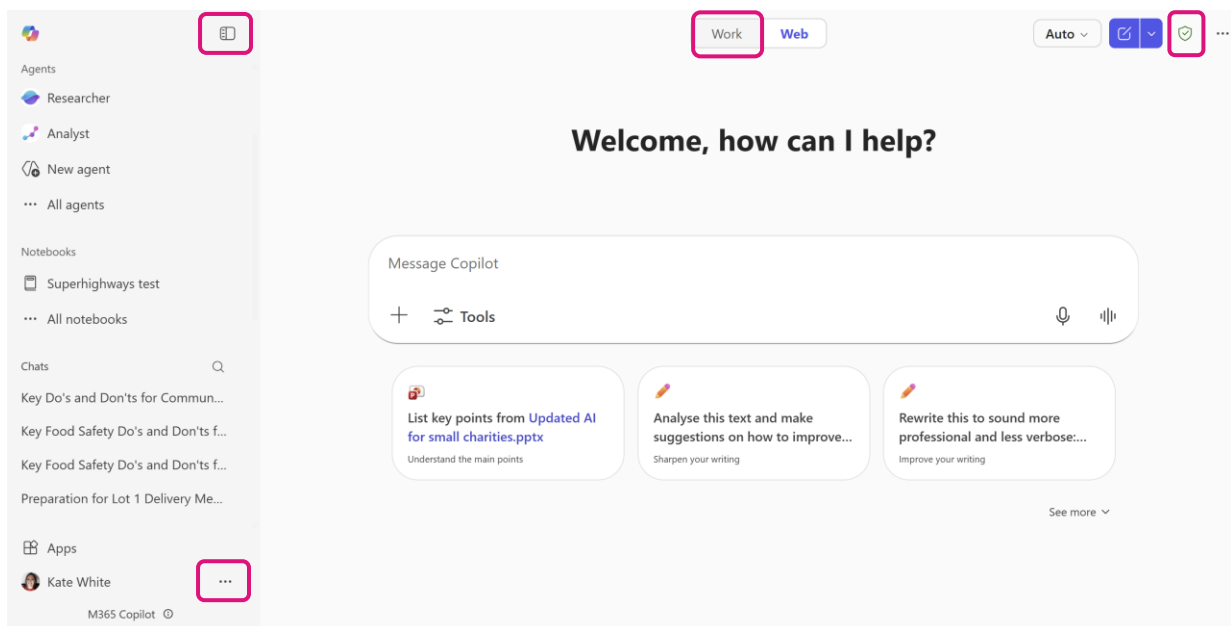 Work
Web
Auto
Agents
Researcher
Analyst
New agent
All agents
Notebooks
Superhighways test
All notebooks
Chats
Key Do's and Don'ts for Commun...
Key Food Safety Do's and Don'ts f...
Key Food Safety Do's and Don'ts f...
Preparation for Lot 1 Delivery Me...
Apps
Kate White
M365 Copilot
Welcome, how can I help?
Message Copilot
Tools
List key points from Updated AI
for small charities.pptx
Understand the main points
Analyse this text and make
suggestions on how to improve...
Sharpen your writing
Rewrite this to sound more
professional and less verbose:...
Improve your writing
See more